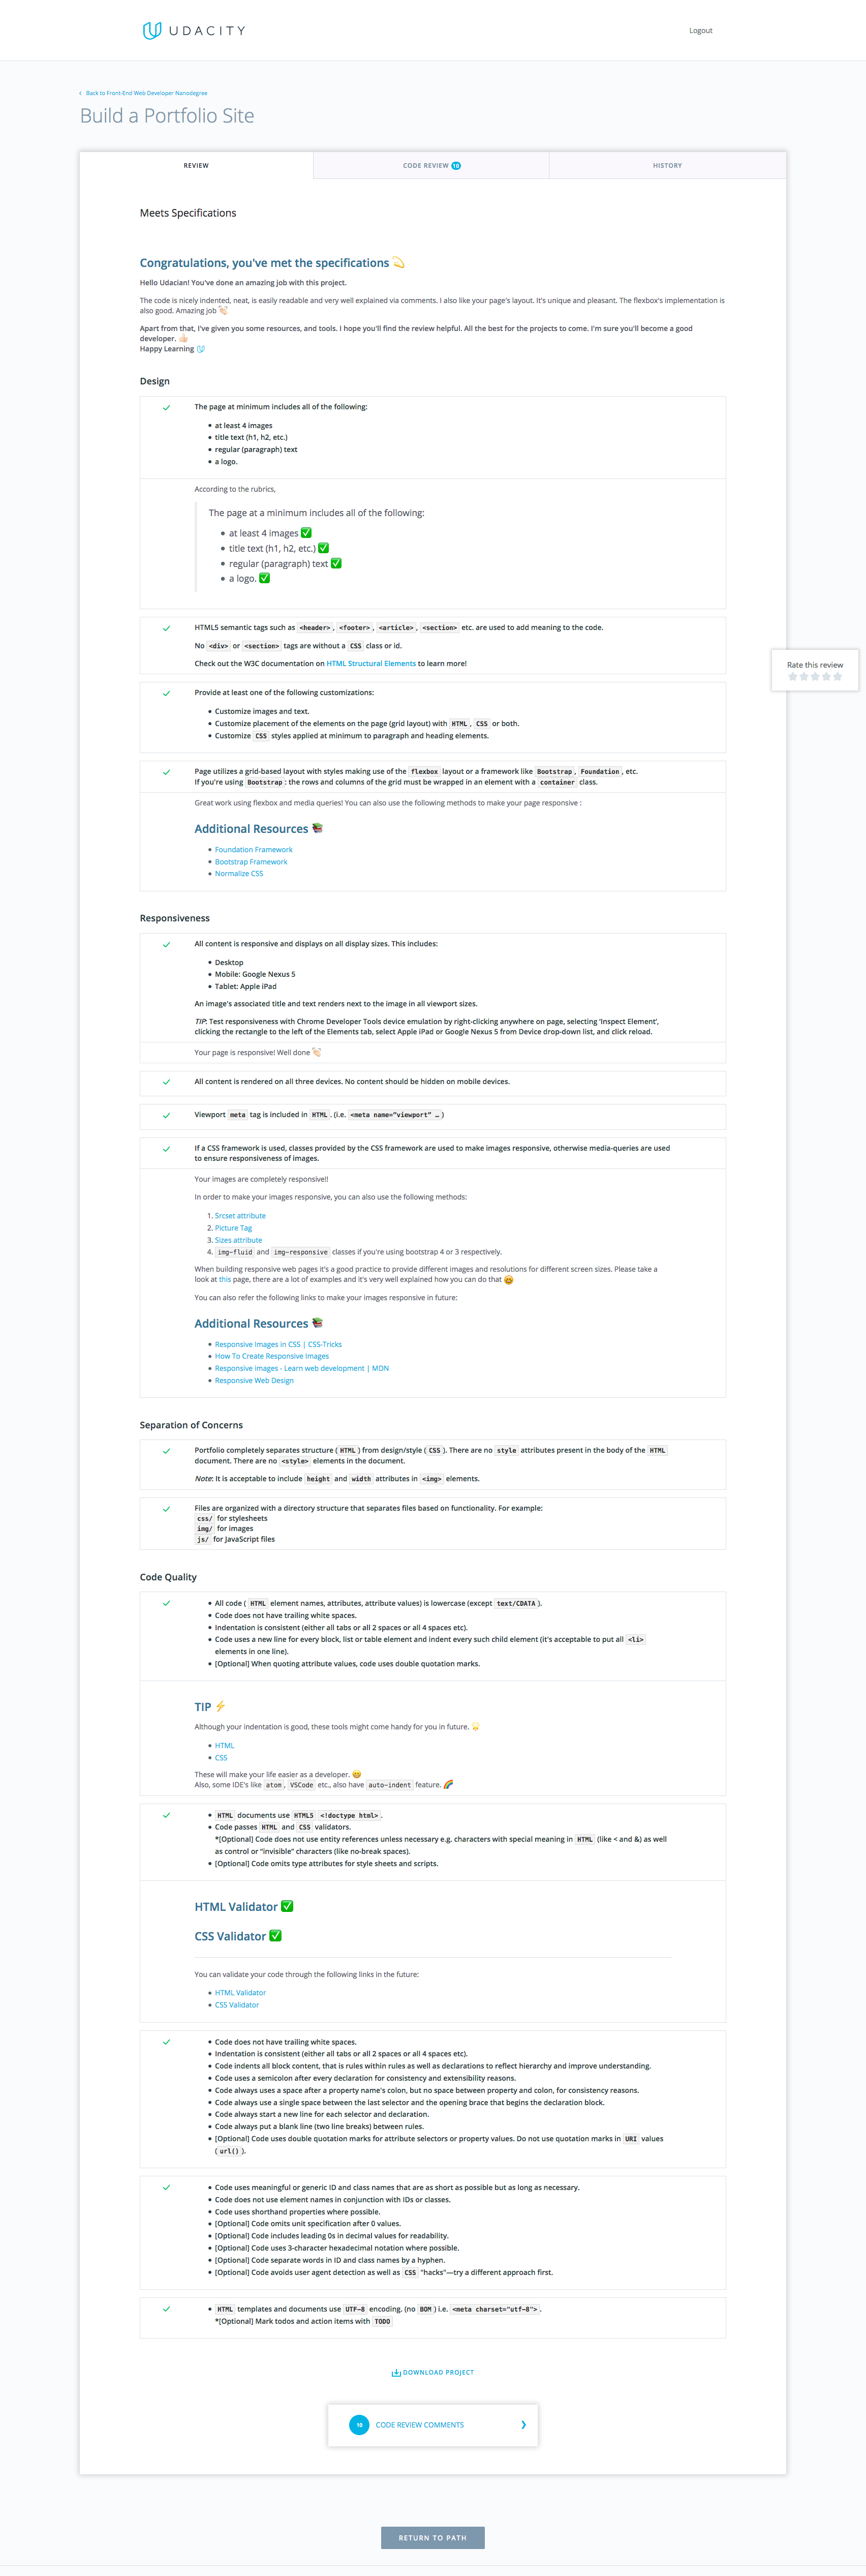 UDACITY
Logout
Back to Front-End Web Developer Nanodegree
Build a Portfolio Site
REVIEW
CODE REVIEW 10
HISTORY
Meets Specifications
Congratulations, you've met the specifications 💫
Hello Udacian! You've done an amazing job with this project.
The code is nicely indented, neat, is easily readable and very well explained via comments. I also like your page's layout. It's unique and pleasant. The flexbox's implementation is
also good. Amazing job 👏🏻
Apart from that, I've given you some resources, and tools. I hope you'll find the review helpful. All the best for the projects to come. I'm sure you'll become a good
developer. 👍🏻
Happy Learning
Design
The page at minimum includes all of the following:
• at least 4 images
• title text (h1, h2, etc.)
• regular (paragraph) text
• a logo.
According to the rubrics,
The page at a minimum includes all of the following:
• at least 4 images ✅
• title text (h1, h2, etc.) ✅
• regular (paragraph) text ✅
• a logo. ✅
HTML5 semantic tags such as <header>, <footer>, <article>, <section> etc. are used to add meaning to the code.
No <div> or <section> tags are without a CSS class or id.
Check out the W3C documentation on HTML Structural Elements to learn more!
Rate this review
Provide at least one of the following customizations:
• Customize images and text.
• Customize placement of the elements on the page (grid layout) with HTML, CSS or both.
• Customize CSS styles applied at minimum to paragraph and heading elements.
Page utilizes a grid-based layout with styles making use of the flexbox layout or a framework like Bootstrap, Foundation, etc.
If you're using Bootstrap: the rows and columns of the grid must be wrapped in an element with a container class.
Great work using flexbox and media queries! You can also use the following methods to make your page responsive :
Additional Resources 📚
• Foundation Framework
• Bootstrap Framework
• Normalize CSS
Responsiveness
All content is responsive and displays on all display sizes. This includes:
• Desktop
• Mobile: Google Nexus 5
• Tablet: Apple iPad
An image's associated title and text renders next to the image in all viewport sizes.
TIP: Test responsiveness with Chrome Developer Tools device emulation by right-clicking anywhere on page, selecting 'Inspect Element',
clicking the rectangle to the left of the Elements tab, select Apple iPad or Google Nexus 5 from Device drop-down list, and click reload.
Your page is responsive! Well done 👏🏻
All content is rendered on all three devices. No content should be hidden on mobile devices.
Viewport meta tag is included in HTML. (i.e. <meta name="viewport" …)
If a CSS framework is used, classes provided by the CSS framework are used to make images responsive, otherwise media-queries are used
to ensure responsiveness of images.
Your images are completely responsive!!
In order to make your images responsive, you can also use the following methods:
1. Srcset attribute
2. Picture Tag
3. Sizes attribute
4. img-fluid and img-responsive classes if you're using bootstrap 4 or 3 respectively.
When building responsive web pages it's a good practice to provide different images and resolutions for different screen sizes. Please take a
look at this page, there are a lot of examples and it's very well explained how you can do that 😄
You can also refer the following links to make your images responsive in future:
Additional Resources 📚
• Responsive Images in CSS | CSS-Tricks
• How To Create Responsive Images
• Responsive images - Learn web development | MDN
• Responsive Web Design
Separation of Concerns
Portfolio completely separates structure (HTML) from design/style (CSS). There are no style attributes present in the body of the HTML
document. There are no <style> elements in the document.
Note: It is acceptable to include height and width attributes in <img> elements.
Files are organized with a directory structure that separates files based on functionality. For example:
css/ for stylesheets
img/ for images
js/ for JavaScript files
Code Quality
• All code ( HTML element names, attributes, attribute values) is lowercase (except text/CDATA).
• Code does not have trailing white spaces.
• Indentation is consistent (either all tabs or all 2 spaces or all 4 spaces etc).
• Code uses a new line for every block, list or table element and indent every such child element (it's acceptable to put all <li>
elements in one line).
• [Optional] When quoting attribute values, code uses double quotation marks.
TIP ⚡
Although your indentation is good, these tools might come handy for you in future. 🌟
• HTML
• CSS
These will make your life easier as a developer. 😄
Also, some IDE's like atom, VSCode etc., also have auto-indent feature. 🌈
• HTML documents use HTML5 <!doctype html>.
• Code passes HTML and CSS validators.
*[Optional] Code does not use entity references unless necessary e.g. characters with special meaning in HTML (like < and &) as well
as control or "invisible" characters (like no-break spaces).
• [Optional] Code omits type attributes for style sheets and scripts.
HTML Validator ✅
CSS Validator ✅
You can validate your code through the following links in the future:
• HTML Validator
• CSS Validator
• Code does not have trailing white spaces.
• Indentation is consistent (either all tabs or all 2 spaces or all 4 spaces etc).
• Code indents all block content, that is rules within rules as well as declarations to reflect hierarchy and improve understanding.
• Code uses a semicolon after every declaration for consistency and extensibility reasons.
• Code always uses a space after a property name's colon, but no space between property and colon, for consistency reasons.
• Code always use a single space between the last selector and the opening brace that begins the declaration block.
• Code always start a new line for each selector and declaration.
• Code always put a blank line (two line breaks) between rules.
• [Optional] Code uses double quotation marks for attribute selectors or property values. Do not use quotation marks in URI values
(url()).
• Code uses meaningful or generic ID and class names that are as short as possible but as long as necessary.
• Code does not use element names in conjunction with IDs or classes.
• Code uses shorthand properties where possible.
• [Optional] Code omits unit specification after 0 values.
• [Optional] Code includes leading 0s in decimal values for readability.
• [Optional] Code uses 3-character hexadecimal notation where possible.
• [Optional] Code separate words in ID and class names by a hyphen.
• [Optional] Code avoids user agent detection as well as CSS "hacks"—try a different approach first.
• HTML templates and documents use UTF-8 encoding. (no BOM) i.e. <meta charset="utf-8">.
*[Optional] Mark todos and action items with TODO
DOWNLOAD PROJECT
10 CODE REVIEW COMMENTS
RETURN TO PATH